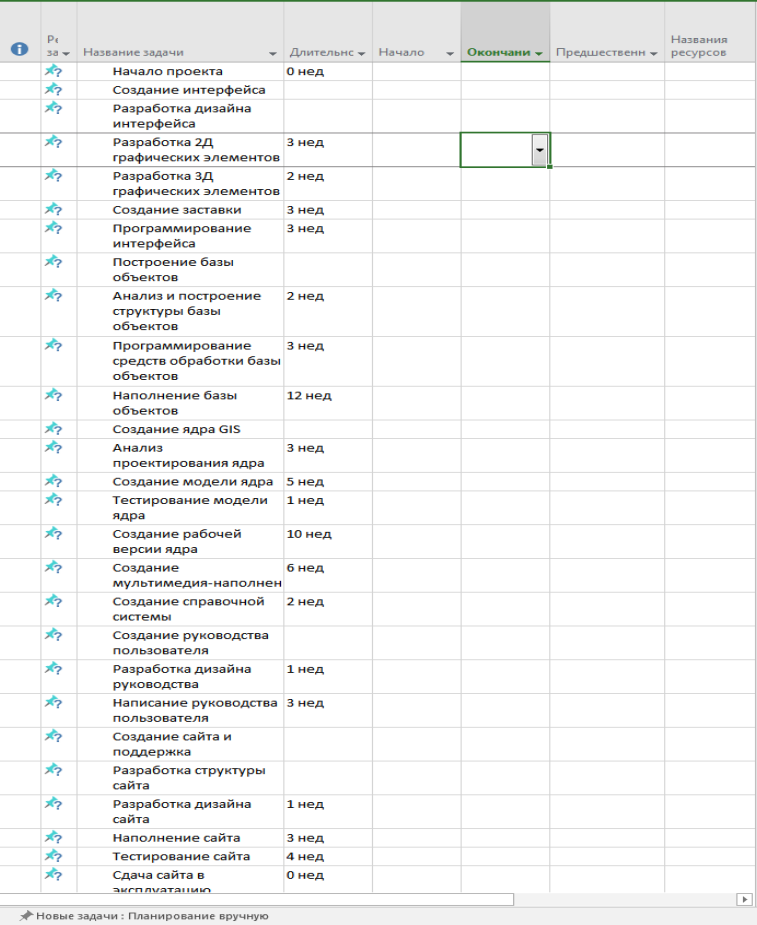 Ре
за Название задачи Длительнс Начало Окончани Предшественн Названия ресурсов
Начало проекта 0 нед
Создание интерфейса
Разработка дизайна
интерфейса
Разработка 2Д 3 нед
графических элементов
Разработка 3Д 2 нед
графических элементов
Создание заставки 3 нед
Программирование 3 нед
интерфейса
Построение базы
объектов
Анализ и построение 2 нед
структуры базы
объектов
Программирование 3 нед
средств обработки базы
объектов
Наполнение базы 12 нед
объектов
Создание ядра GIS
Анализ 3 нед
проектирования ядра
Создание модели ядра 5 нед
Тестирование модели 1 нед
ядра
Создание рабочей 10 нед
версии ядра
Создание 6 нед
мультимедия-наполнен
Создание справочной 2 нед
системы
Создание руководства
пользователя
Разработка дизайна 1 нед
руководства
Написание руководства 3 нед
пользователя
Создание сайта и
поддержка
Разработка структуры
сайта
Разработка дизайна 1 нед
сайта
Наполнение сайта 3 нед
Тестирование сайта 4 нед
Сдача сайта в 0 нед
эксплуатацию
Новые задачи : Планирование вручную